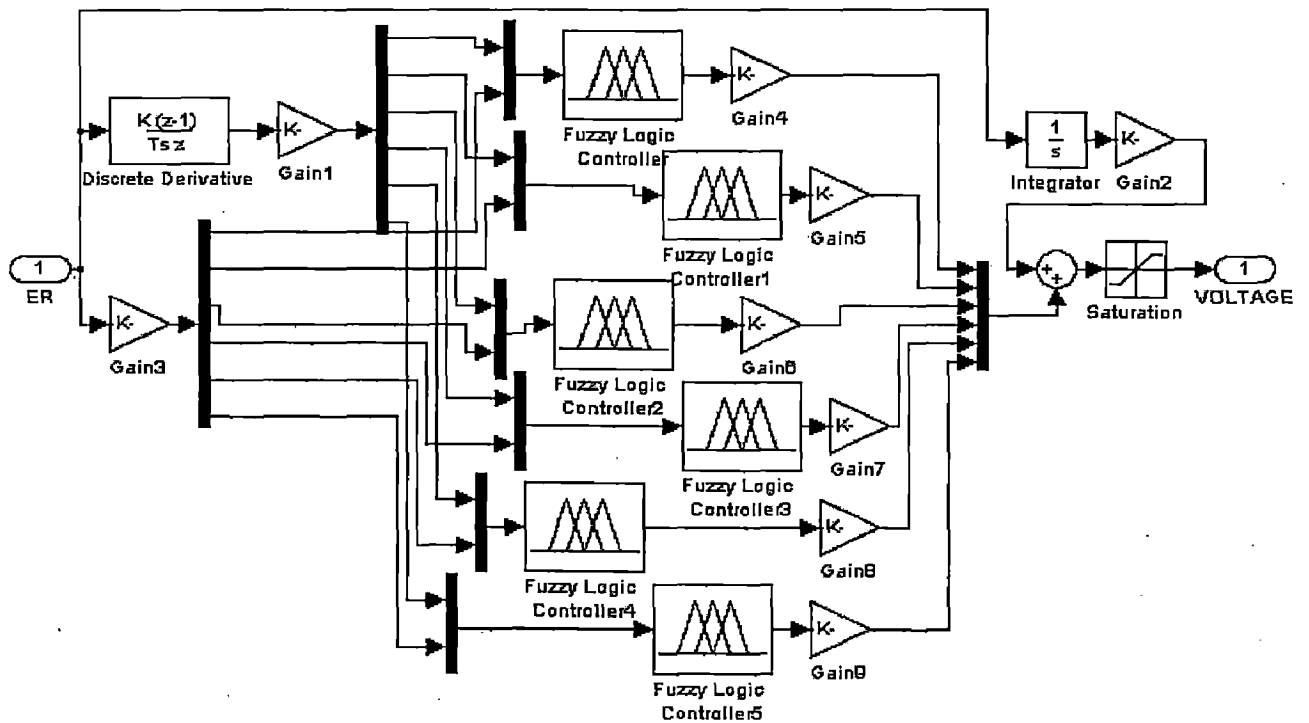 K-
Gain4
K (z-1)
Ts z
Discrete Derivative
K-
Gain1
Fuzzy Logic
Controller
1
s
Integrator
K-
Gain2
K-
Gain5
Fuzzy Logic
Controller1
1
ER
K-
Gain3
+
+
Saturation
1
VOLTAGE
K-
Gain6
Fuzzy Logic
Controller2
K-
Gain7
Fuzzy Logic
Controller3
K-
Gain8
Fuzzy Logic
Controller4
K-
Gain9
Fuzzy Logic
Controller5